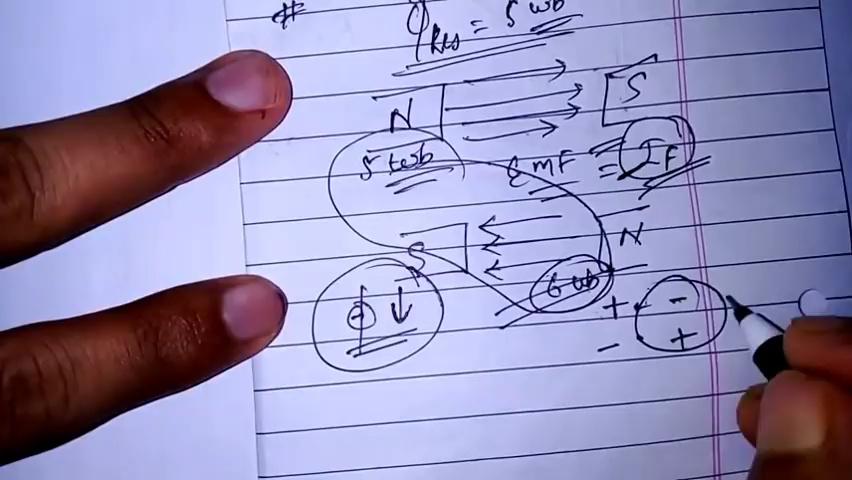 #
ϕRes = 5 wb
N S
5 wb EMF = IF
S N
ϕ ↓ 6 wb + -
- +